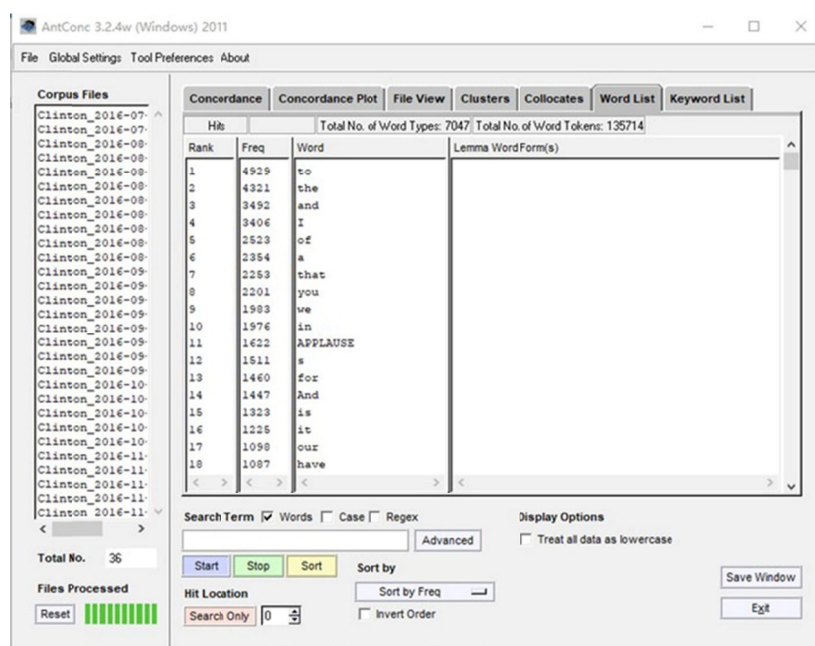 AntConc 3.2.4w (Windows) 2011
File Global Settings Tool Preferences About
Corpus Files
Clinton_2016-07-
Clinton_2016-07-
Clinton_2016-08-
Clinton_2016-08-
Clinton_2016-08-
Clinton_2016-08-
Clinton_2016-08-
Clinton_2016-08-
Clinton_2016-08-
Clinton_2016-08-
Clinton_2016-08-
Clinton_2016-09-
Clinton_2016-09-
Clinton_2016-09-
Clinton_2016-09-
Clinton_2016-09-
Clinton_2016-09-
Clinton_2016-09-
Clinton_2016-09-
Clinton_2016-10-
Clinton_2016-10-
Clinton_2016-10-
Clinton_2016-10-
Clinton_2016-11-
Clinton_2016-11-
Clinton_2016-11-
Clinton_2016-11-
Clinton_2016-11-
Total No. 36
Files Processed
Reset
Concordance Concordance Plot File View Clusters Collocates Word List Keyword List
Hits Total No. of Word Types: 7047 Total No. of Word Tokens: 135714
Rank Freq Word Lemma Word Form(s)
1 4929 to
2 4321 the
3 3492 and
4 3406 I
5 2523 of
6 2354 a
7 2253 that
8 2201 you
9 1983 we
10 1976 in
11 1622 APPLAUSE
12 1511 s
13 1460 for
14 1447 And
15 1323 is
16 1225 it
17 1098 our
18 1087 have
Search Term Words Case Regex Display Options
Advanced Treat all data as lowercase
Start Stop Sort Sort by
Sort by Freq Save Window
Hit Location
Search Only 0 Invert Order Exit